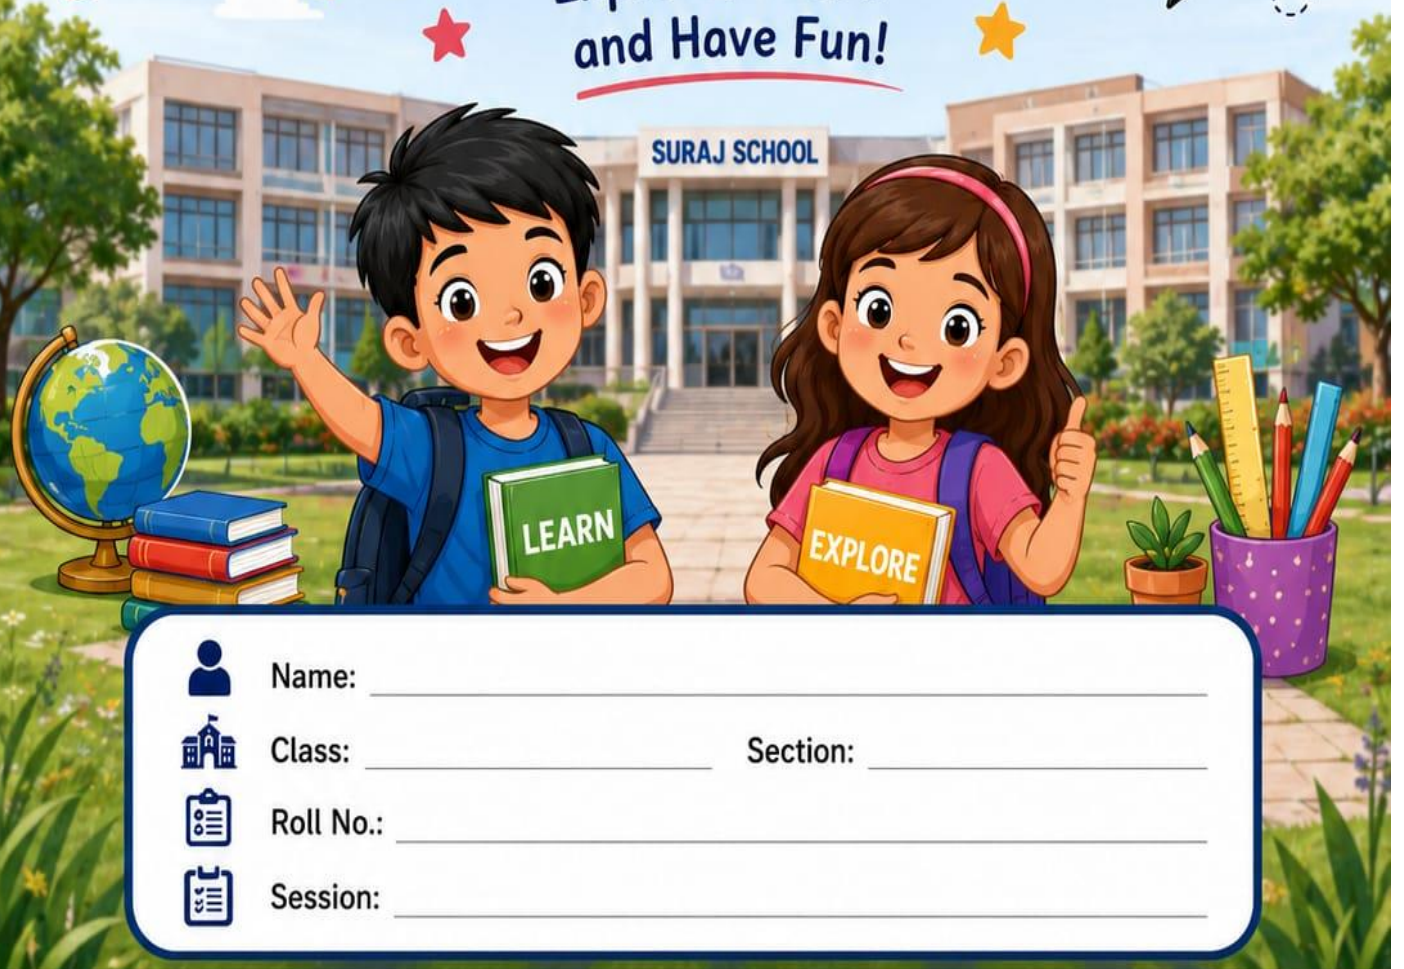 and Have Fun!
SURAJ SCHOOL
LEARN
EXPLORE
Name:
Class: Section:
Roll No.:
Session: